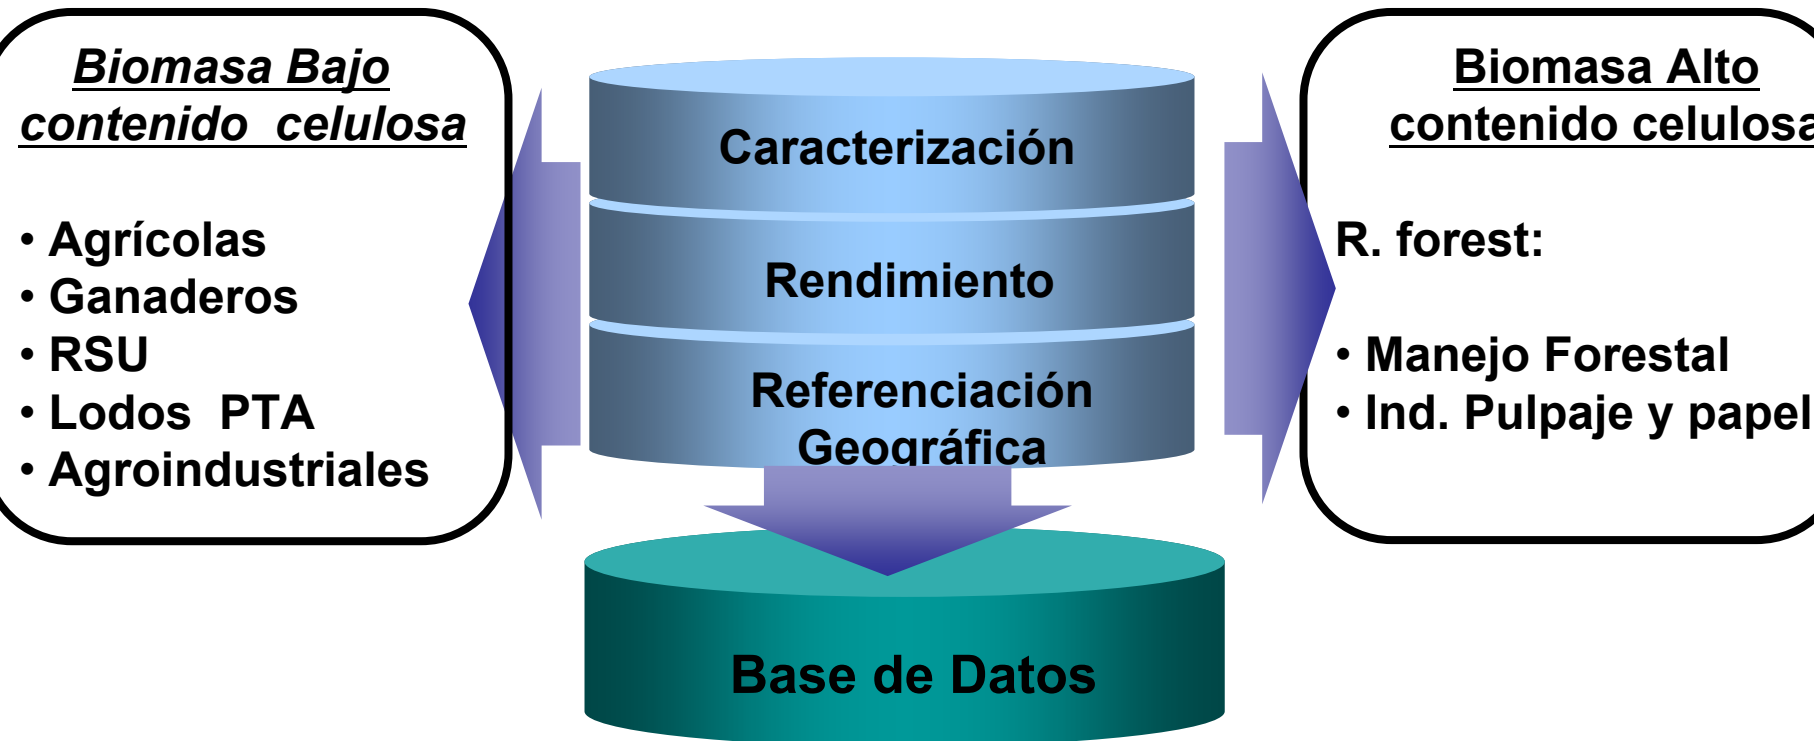 Biomasa Bajo
contenido celulosa
• Agrícolas
• Ganaderos
• RSU
• Lodos PTA
• Agroindustriales
Caracterización
Rendimiento
Referenciación
Geográfica
Base de Datos
Biomasa Alto
contenido celulosa
R. forest:
• Manejo Forestal
• Ind. Pulpaje y papel